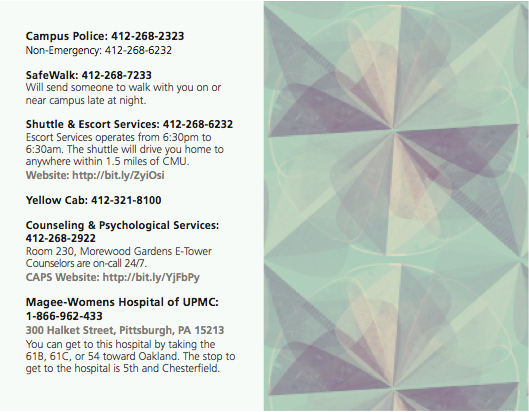 Campus Police: 412-268-2323
Non-Emergency: 412-268-6232
SafeWalk: 412-268-7233
Will send someone to walk with you on or
near campus late at night.
Shuttle & Escort Services: 412-268-6232
Escort Services operates from 6:30pm to
6:30am. The shuttle will drive you home to
anywhere within 1.5 miles of CMU.
Website: http://bit.ly/ZyiOsi
Yellow Cab: 412-321-8100
Counseling & Psychological Services:
412-268-2922
Room 230, Morewood Gardens E-Tower
Counselors are on-call 24/7.
CAPS Website: http://bit.ly/YjFbPy
Magee-Womens Hospital of UPMC:
1-866-962-433
300 Halket Street, Pittsburgh, PA 15213
You can get to this hospital by taking the
61B, 61C, or 54 toward Oakland. The stop to
get to the hospital is 5th and Chesterfield.